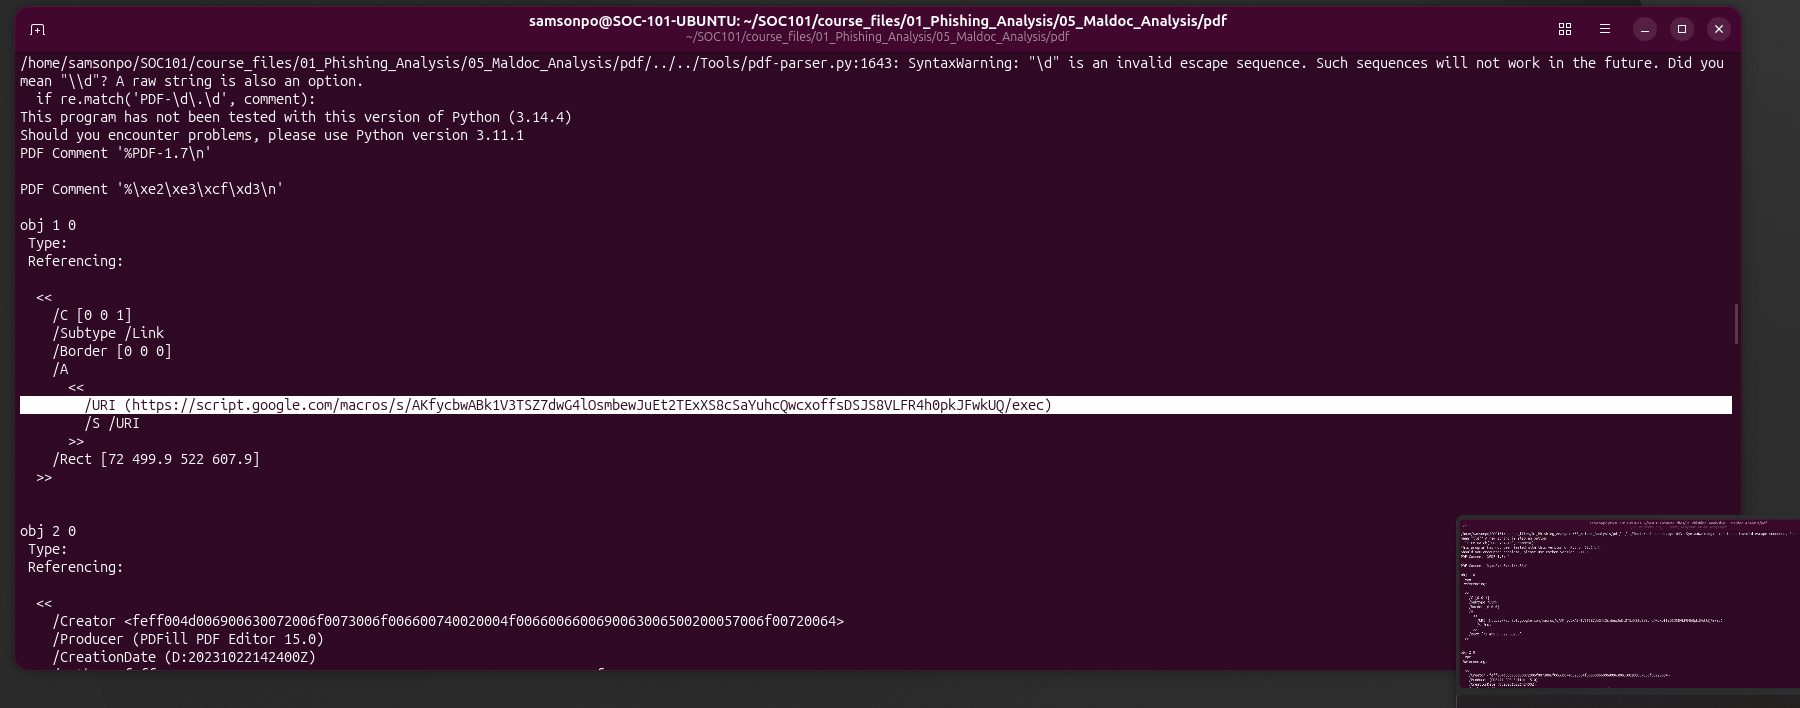 samsonpo@SOC-101-UBUNTU: ~/SOC101/course_files/01_Phishing_Analysis/05_Maldoc_Analysis/pdf
~/SOC101/course_files/01_Phishing_Analysis/05_Maldoc_Analysis/pdf
/home/samsonpo/SOC101/course_files/01_Phishing_Analysis/05_Maldoc_Analysis/pdf/../../Tools/pdf-parser.py:1643: SyntaxWarning: "\d" is an invalid escape sequence. Such sequences will not work in the future. Did you
mean "\\d"? A raw string is also an option.
  if re.match('PDF-\d\.\d', comment):
This program has not been tested with this version of Python (3.14.4)
Should you encounter problems, please use Python version 3.11.1
PDF Comment '%PDF-1.7\n'
PDF Comment '%\xe2\xe3\xcf\xd3\n'
obj 1 0
 Type:
 Referencing:
  <<
    /C [0 0 1]
    /Subtype /Link
    /Border [0 0 0]
    /A
      <<
        /URI (https://script.google.com/macros/s/AKfycbwABk1V3TSZ7dwG4lOsmbewJuEt2TExXS8cSaYuhcQwcxoffsDSJS8VLFR4h0pkJFwkUQ/exec)
        /S /URI
      >>
    /Rect [72 499.9 522 607.9]
  >>
obj 2 0
 Type:
 Referencing:
  <<
    /Creator <feff004d006900630072006f0073006f006600740020004f0066006600690063006500200057006f00720064>
    /Producer (PDFill PDF Editor 15.0)
    /CreationDate (D:20231022142400Z)